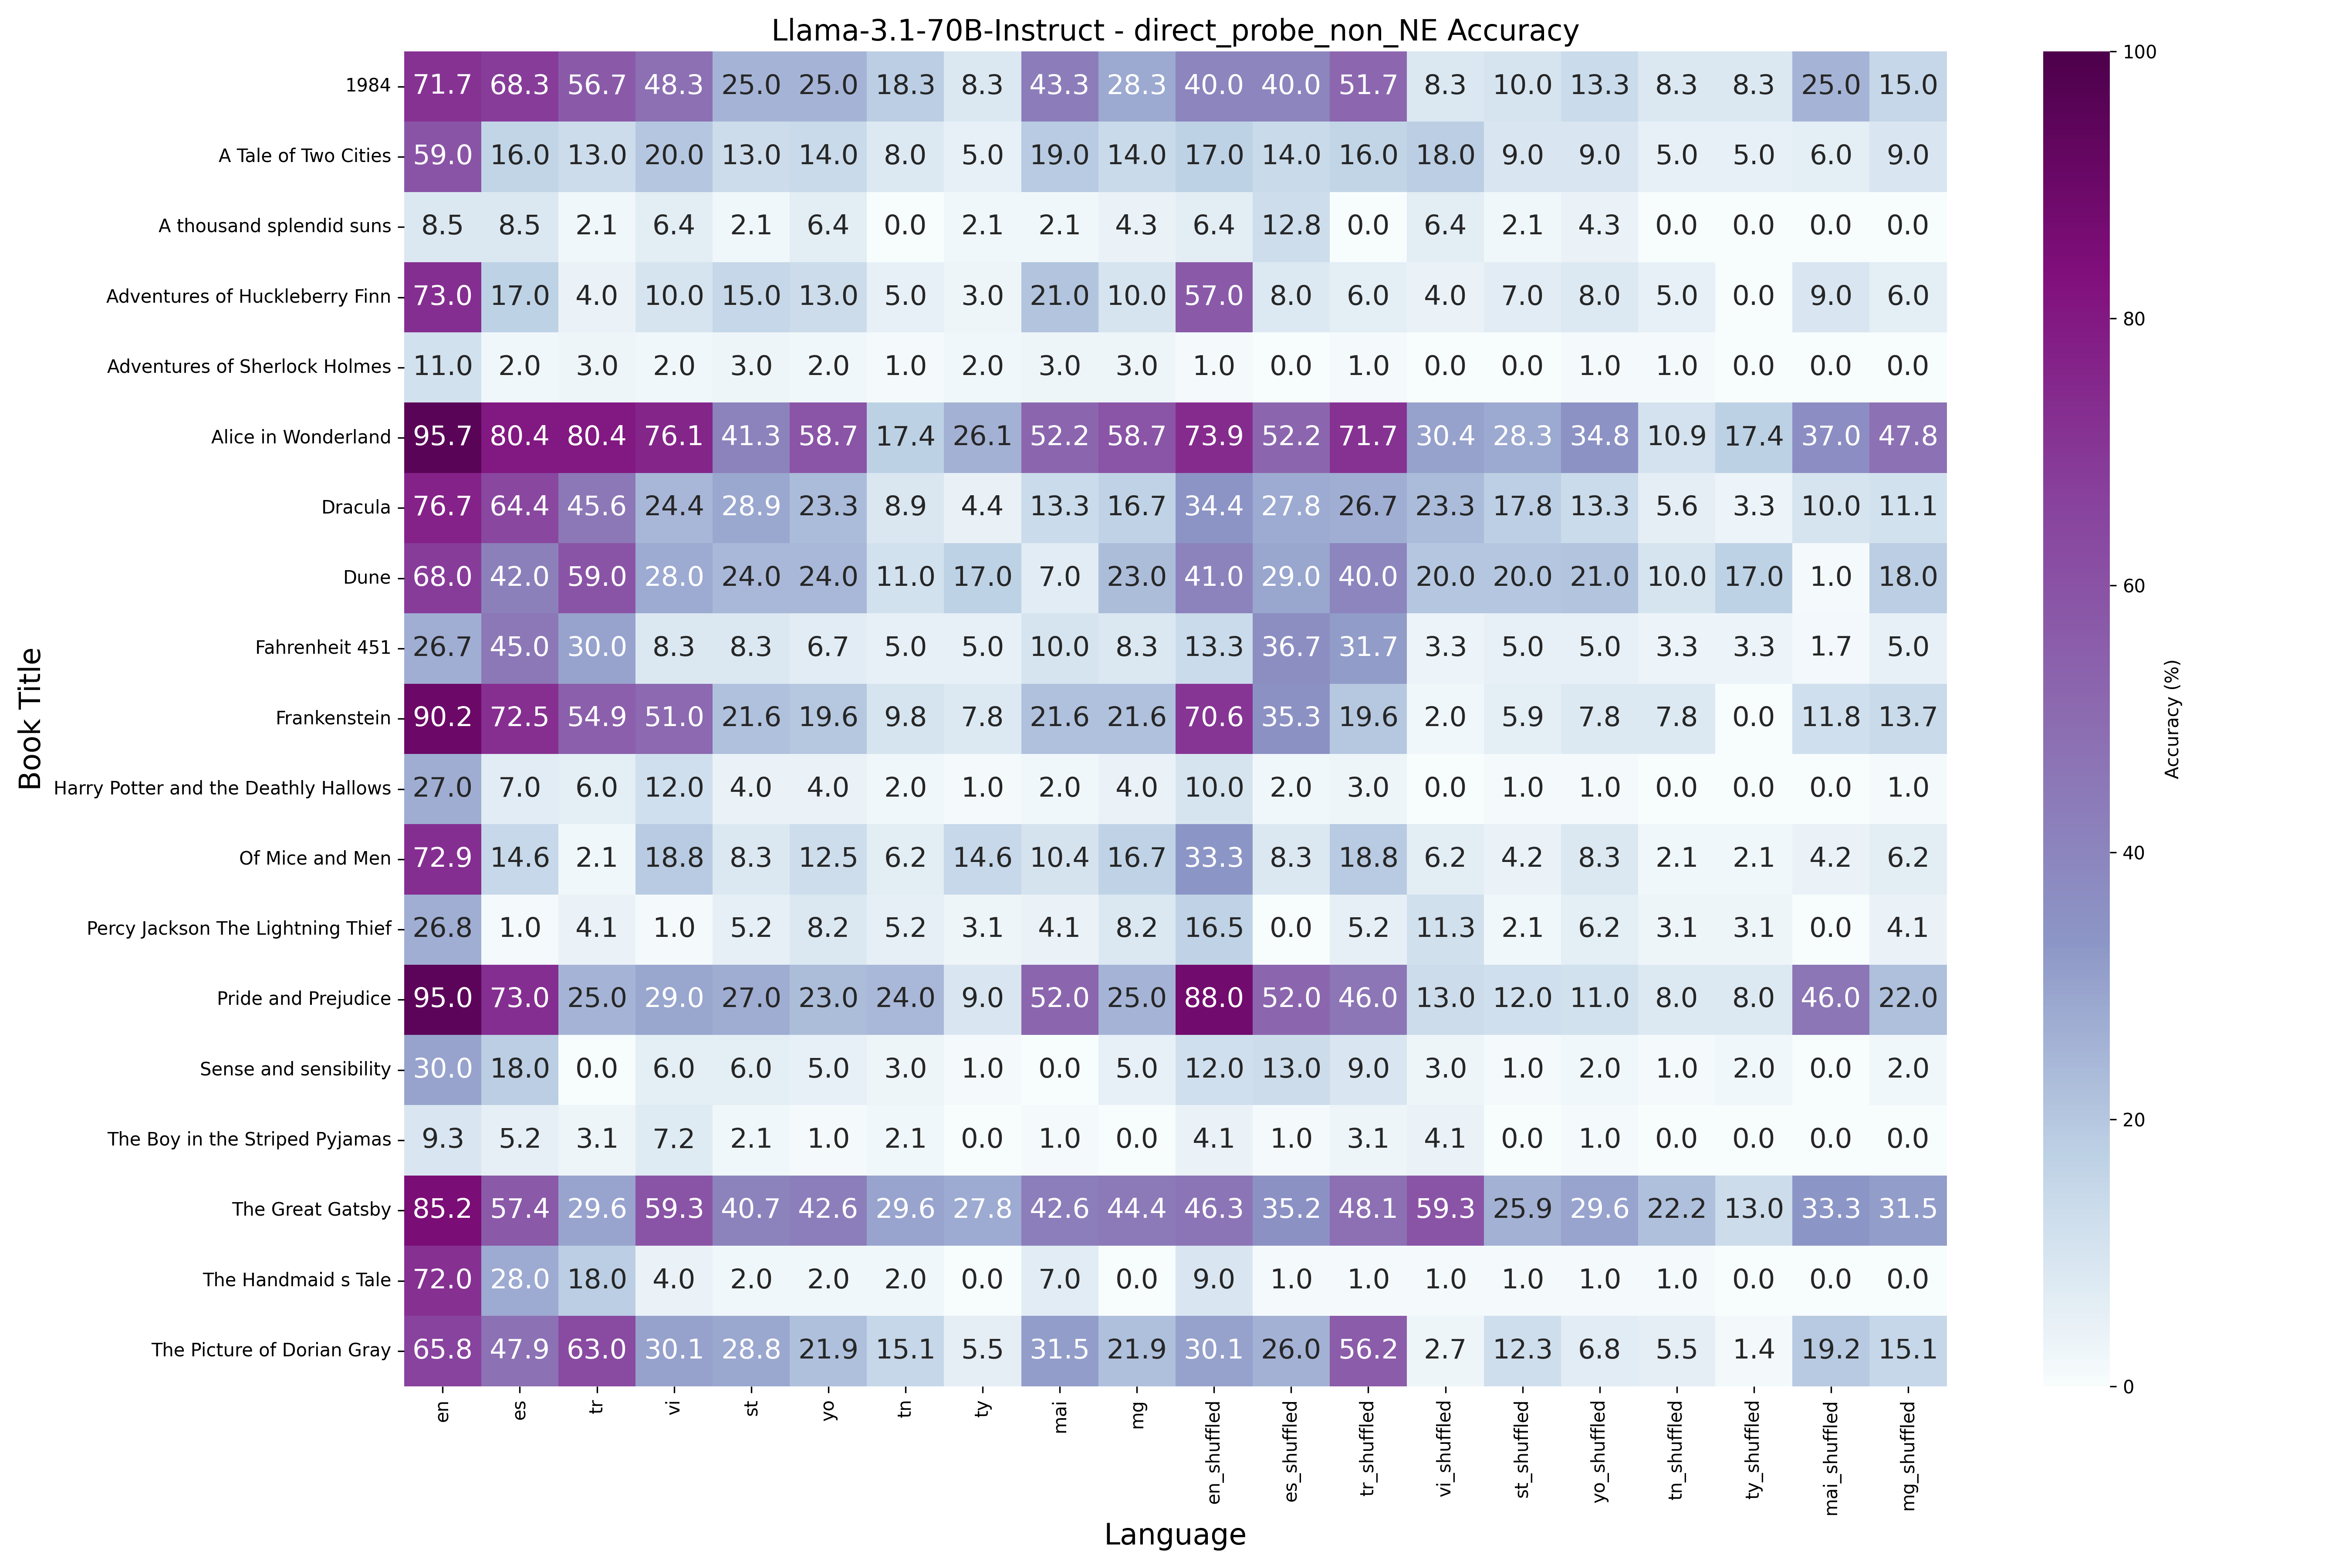 Llama-3.1-70B-Instruct - direct_probe_non_NE Accuracy
Book Title
1984 71.7 68.3 56.7 48.3 25.0 25.0 18.3 8.3 43.3 28.3 40.0 40.0 51.7 8.3 10.0 13.3 8.3 8.3 25.0 15.0
A Tale of Two Cities 59.0 16.0 13.0 20.0 13.0 14.0 8.0 5.0 19.0 14.0 17.0 14.0 16.0 18.0 9.0 9.0 5.0 5.0 6.0 9.0
A thousand splendid suns 8.5 8.5 2.1 6.4 2.1 6.4 0.0 2.1 2.1 4.3 6.4 12.8 0.0 6.4 2.1 4.3 0.0 0.0 0.0 0.0
Adventures of Huckleberry Finn 73.0 17.0 4.0 10.0 15.0 13.0 5.0 3.0 21.0 10.0 57.0 8.0 6.0 4.0 7.0 8.0 5.0 0.0 9.0 6.0
Adventures of Sherlock Holmes 11.0 2.0 3.0 2.0 3.0 2.0 1.0 2.0 3.0 3.0 1.0 0.0 1.0 0.0 0.0 1.0 1.0 0.0 0.0 0.0
Alice in Wonderland 95.7 80.4 80.4 76.1 41.3 58.7 17.4 26.1 52.2 58.7 73.9 52.2 71.7 30.4 28.3 34.8 10.9 17.4 37.0 47.8
Dracula 76.7 64.4 45.6 24.4 28.9 23.3 8.9 4.4 13.3 16.7 34.4 27.8 26.7 23.3 17.8 13.3 5.6 3.3 10.0 11.1
Dune 68.0 42.0 59.0 28.0 24.0 24.0 11.0 17.0 7.0 23.0 41.0 29.0 40.0 20.0 20.0 21.0 10.0 17.0 1.0 18.0
Fahrenheit 451 26.7 45.0 30.0 8.3 8.3 6.7 5.0 5.0 10.0 8.3 13.3 36.7 31.7 3.3 5.0 5.0 3.3 3.3 1.7 5.0
Frankenstein 90.2 72.5 54.9 51.0 21.6 19.6 9.8 7.8 21.6 21.6 70.6 35.3 19.6 2.0 5.9 7.8 7.8 0.0 11.8 13.7
Harry Potter and the Deathly Hallows 27.0 7.0 6.0 12.0 4.0 4.0 2.0 1.0 2.0 4.0 10.0 2.0 3.0 0.0 1.0 1.0 0.0 0.0 0.0 1.0
Of Mice and Men 72.9 14.6 2.1 18.8 8.3 12.5 6.2 14.6 10.4 16.7 33.3 8.3 18.8 6.2 4.2 8.3 2.1 2.1 4.2 6.2
Percy Jackson The Lightning Thief 26.8 1.0 4.1 1.0 5.2 8.2 5.2 3.1 4.1 8.2 16.5 0.0 5.2 11.3 2.1 6.2 3.1 3.1 0.0 4.1
Pride and Prejudice 95.0 73.0 25.0 29.0 27.0 23.0 24.0 9.0 52.0 25.0 88.0 52.0 46.0 13.0 12.0 11.0 8.0 8.0 46.0 22.0
Sense and sensibility 30.0 18.0 0.0 6.0 6.0 5.0 3.0 1.0 0.0 5.0 12.0 13.0 9.0 3.0 1.0 2.0 1.0 2.0 0.0 2.0
The Boy in the Striped Pyjamas 9.3 5.2 3.1 7.2 2.1 1.0 2.1 0.0 1.0 0.0 4.1 1.0 3.1 4.1 0.0 1.0 0.0 0.0 0.0 0.0
The Great Gatsby 85.2 57.4 29.6 59.3 40.7 42.6 29.6 27.8 42.6 44.4 46.3 35.2 48.1 59.3 25.9 29.6 22.2 13.0 33.3 31.5
The Handmaid s Tale 72.0 28.0 18.0 4.0 2.0 2.0 2.0 0.0 7.0 0.0 9.0 1.0 1.0 1.0 1.0 1.0 1.0 0.0 0.0 0.0
The Picture of Dorian Gray 65.8 47.9 63.0 30.1 28.8 21.9 15.1 5.5 31.5 21.9 30.1 26.0 56.2 2.7 12.3 6.8 5.5 1.4 19.2 15.1
en es tr vi st yo tn ty mai mg en_shuffled es_shuffled tr_shuffled vi_shuffled st_shuffled yo_shuffled tn_shuffled ty_shuffled mai_shuffled mg_shuffled
Language
100
80
60
40
20
0
Accuracy (%)